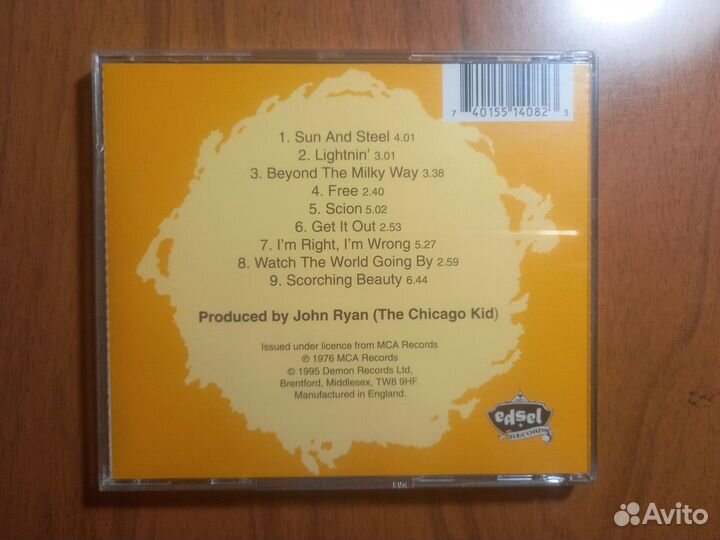 7 40155 14082 3
1. Sun And Steel 4.01
2. Lightnin' 3.01
3. Beyond The Milky Way 3.38
4. Free 2.40
5. Scion 5.02
6. Get It Out 2.53
7. I'm Right, I'm Wrong 5.27
8. Watch The World Going By 2.59
9. Scorching Beauty 6.44
Produced by John Ryan (The Chicago Kid)
Issued under licence from MCA Records
℗ 1976 MCA Records
© 1995 Demon Records Ltd,
Brentford, Middlesex, TW8 9HF.
Manufactured in England.
edsel
RECORDS
Avito